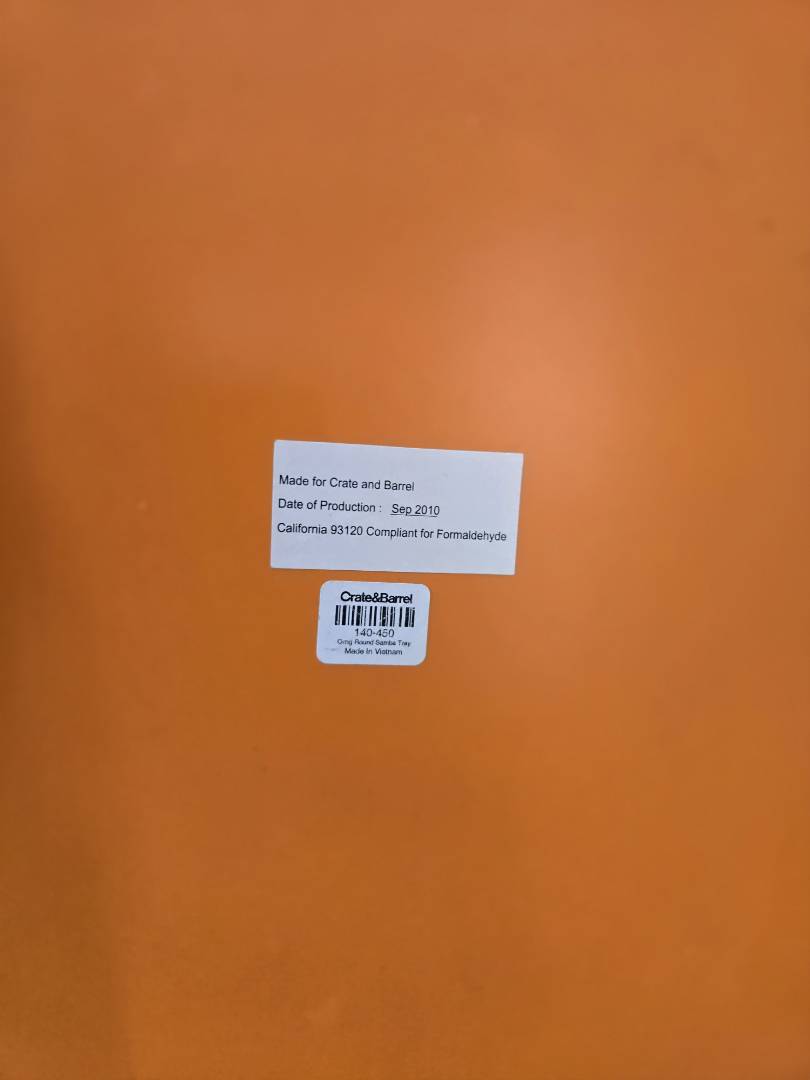 Made for Crate and Barrel
Date of Production : Sep 2010
California 93120 Compliant for Formaldehyde
Crate&Barrel
140-450
Orng Round Samba Tray
Made In Vietnam